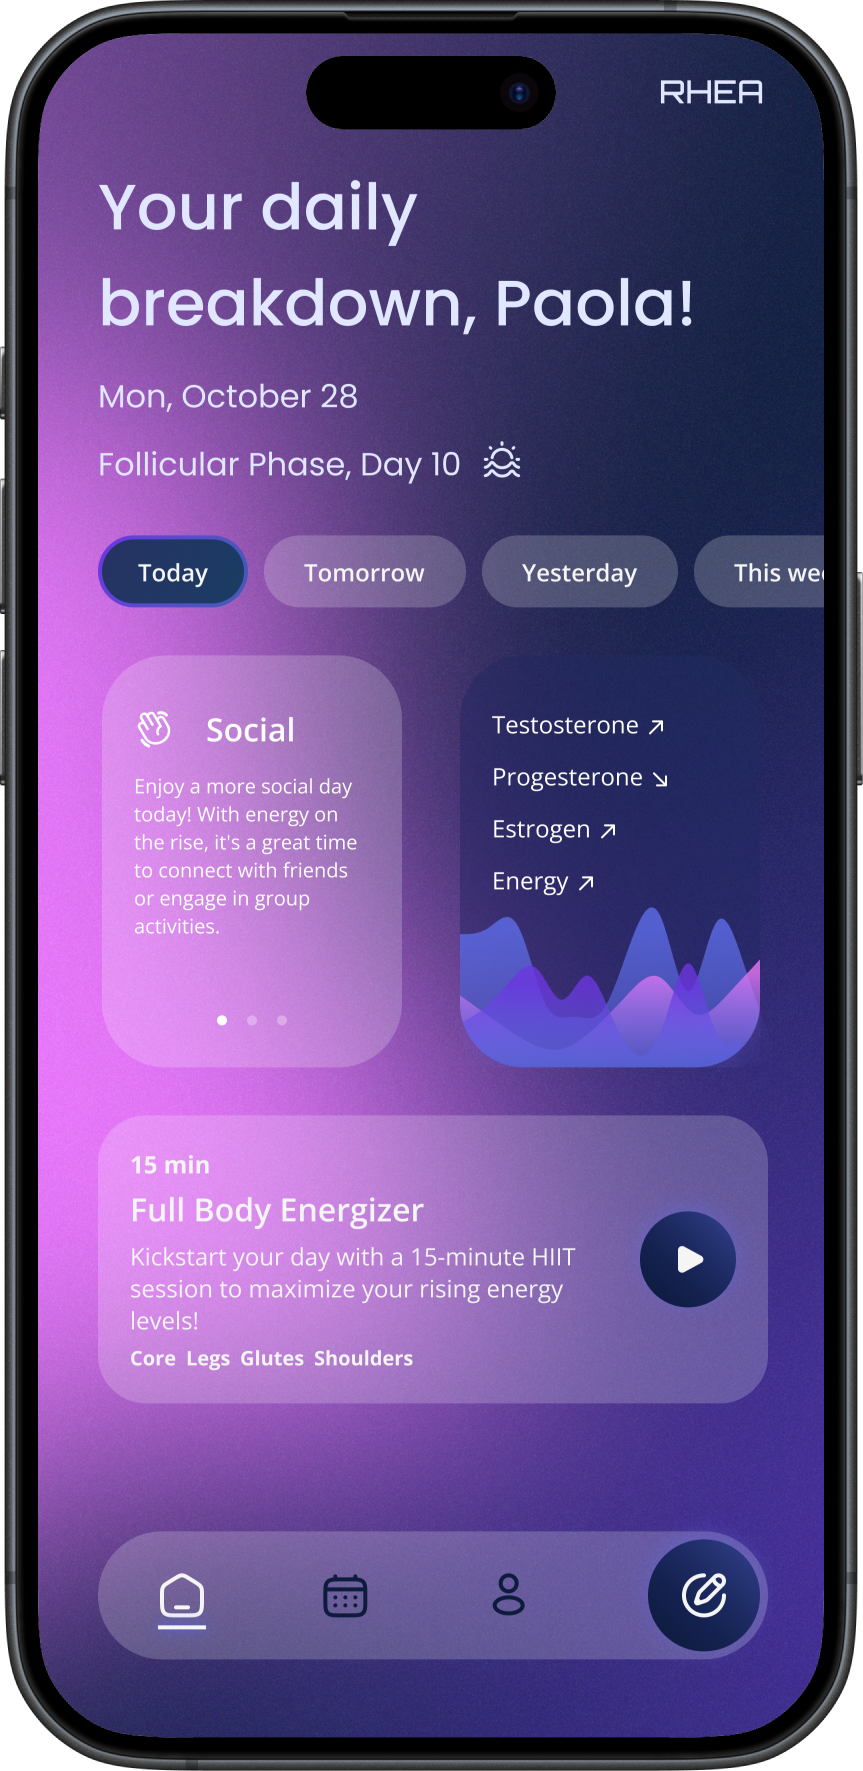 RHEA
Your daily
breakdown, Paola!
Mon, October 28
Follicular Phase, Day 10
Today
Tomorrow
Yesterday
This wee
Social
Enjoy a more social day
today! With energy on
the rise, it's a great time
to connect with friends
or engage in group
activities.
Testosterone
Progesterone
Estrogen
Energy
15 min
Full Body Energizer
Kickstart your day with a 15-minute HIIT
session to maximize your rising energy
levels!
Core Legs Glutes Shoulders